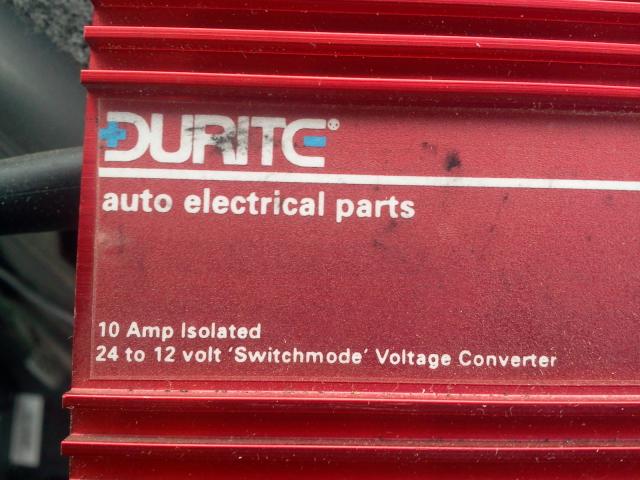 DURITE®
auto electrical parts
10 Amp Isolated
24 to 12 volt 'Switchmode' Voltage Converter